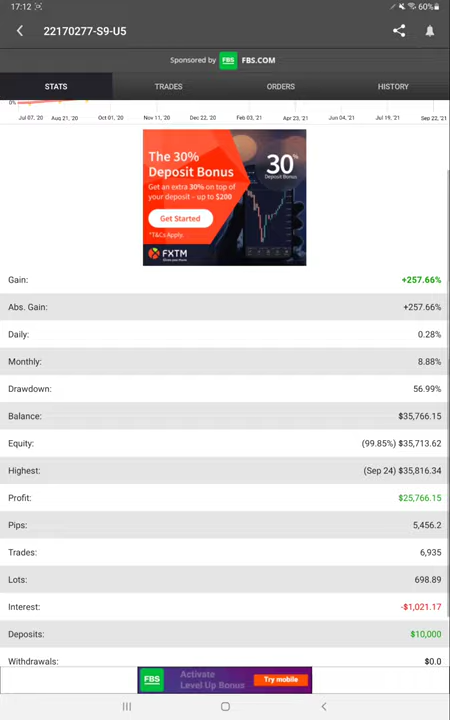 17:12
60%
22170277-S9-U5
Sponsored by FBS FBS.COM
STATS TRADES ORDERS HISTORY
0%
Jul 07, '20 Aug 21, '20 Oct 01, '20 Nov 11, '20 Dec 22, '20 Feb 03, '21 Apr 23, '21 Jun 04, '21 Jul 19, '21 Sep 22, '21
The 30%
Deposit Bonus
Get an extra 30% on top of
your deposit – up to $200
Get Started
*T&Cs Apply.
FXTM
30%
Deposit Bonus
Gain: +257.66%
Abs. Gain: +257.66%
Daily: 0.28%
Monthly: 8.88%
Drawdown: 56.99%
Balance: $35,766.15
Equity: (99.85%) $35,713.62
Highest: (Sep 24) $35,816.34
Profit: $25,766.15
Pips: 5,456.2
Trades: 6,935
Lots: 698.89
Interest: -$1,021.17
Deposits: $10,000
Withdrawals: $0.0
FBS
Activate
Level Up Bonus
Try mobile